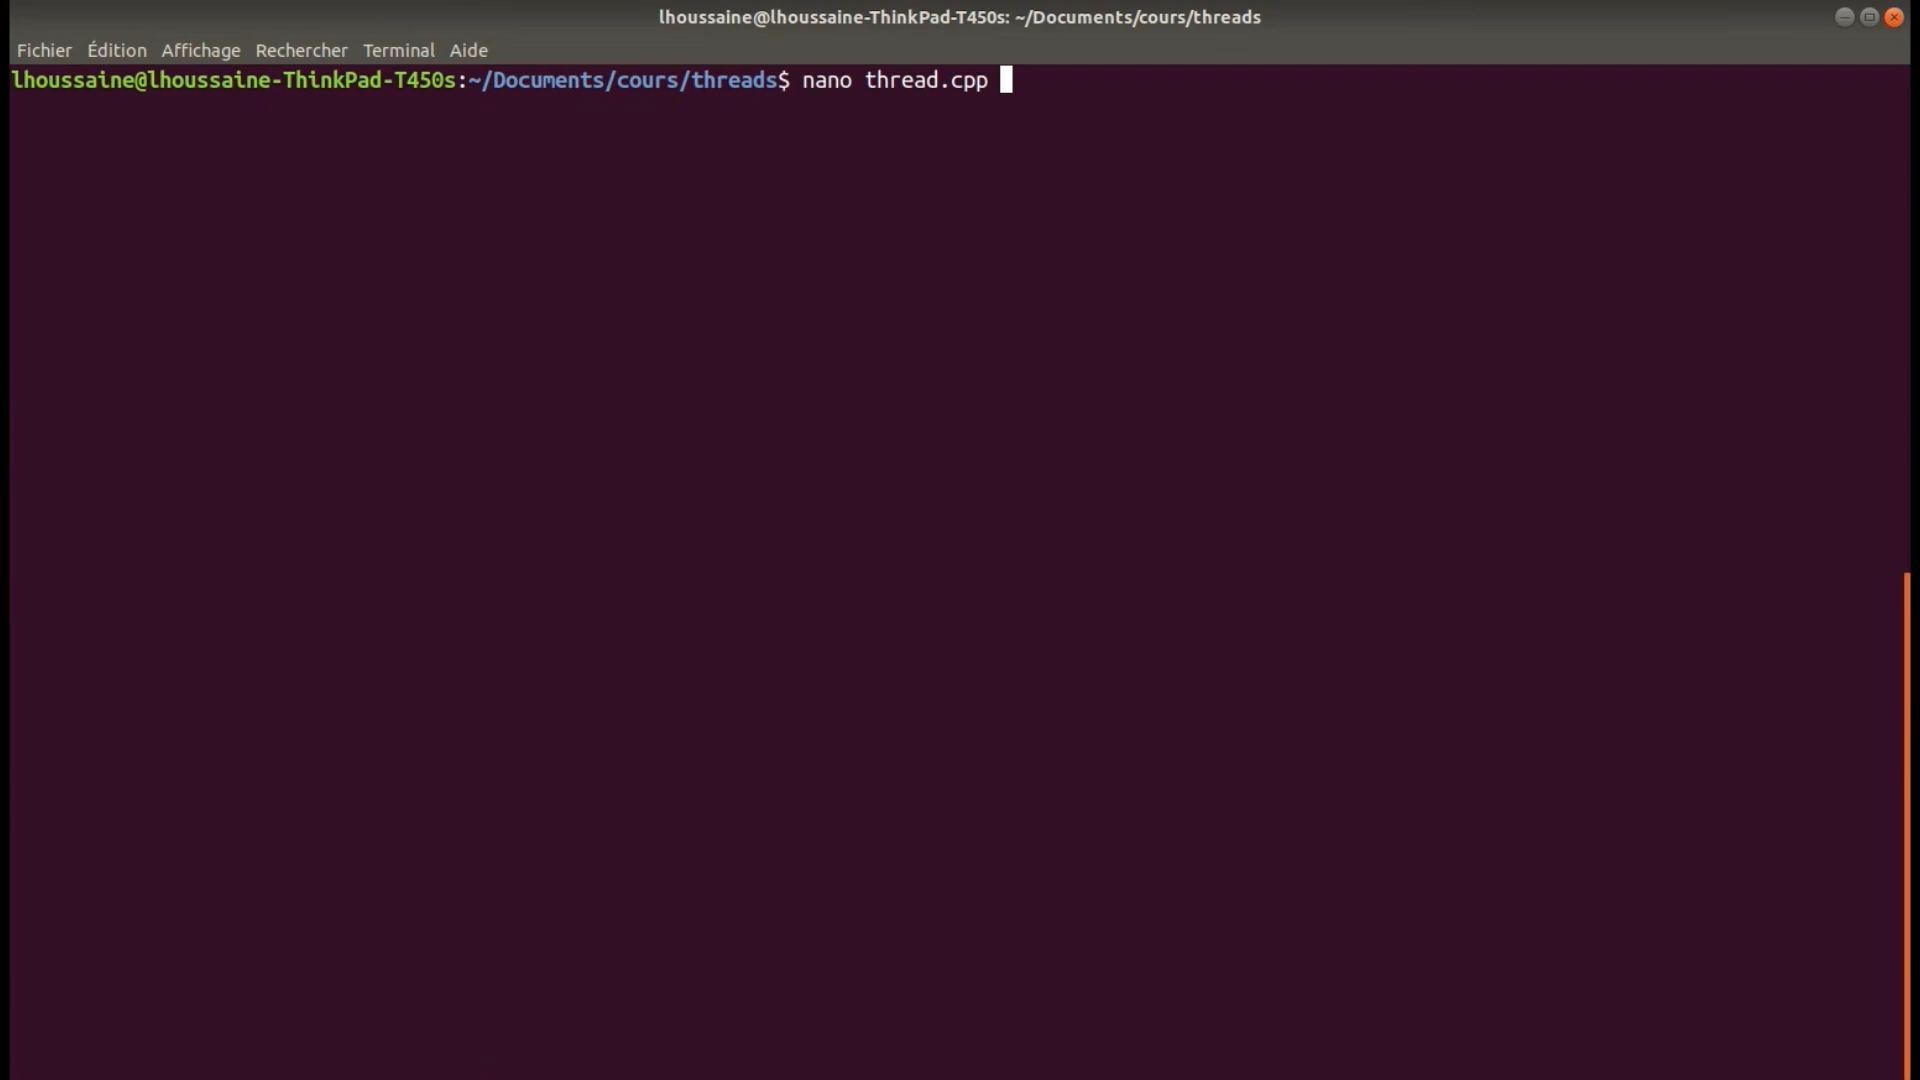 lhoussaine@lhoussaine-ThinkPad-T450s: ~/Documents/cours/threads
Fichier Édition Affichage Rechercher Terminal Aide
lhoussaine@lhoussaine-ThinkPad-T450s:~/Documents/cours/threads$ nano thread.cpp